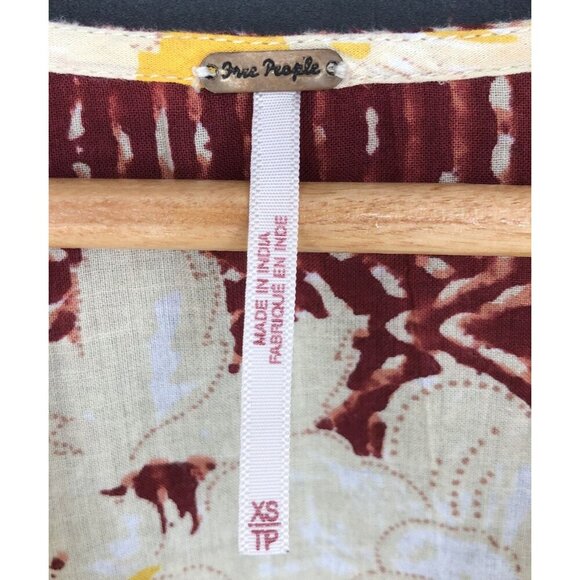 Free People
MADE IN INDIA
FABRIQUÉ EN INDE
XS
TP